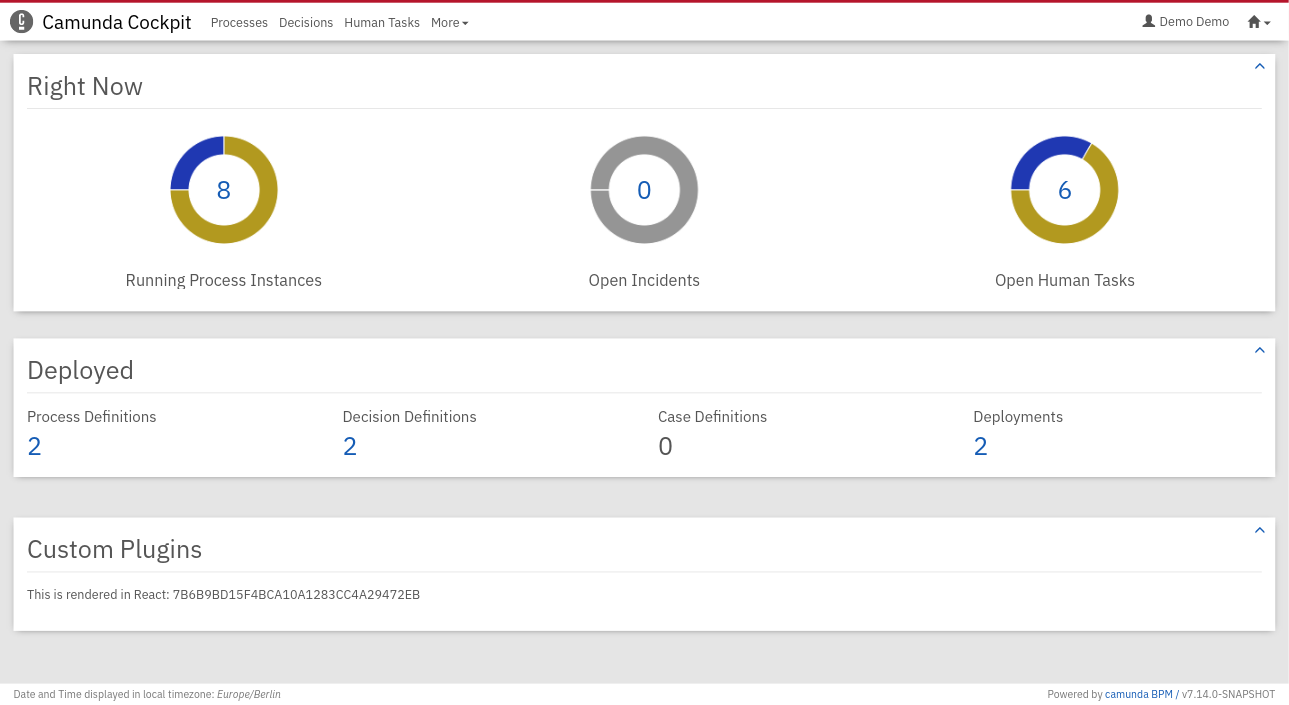 Camunda Cockpit Processes Decisions Human Tasks More Demo Demo
Right Now
8 0 6
Running Process Instances Open Incidents Open Human Tasks
Deployed
Process Definitions Decision Definitions Case Definitions Deployments
2 2 0 2
Custom Plugins
This is rendered in React: 7B6B9BD15F4BCA10A1283CC4A29472EB
Date and Time displayed in local timezone: Europe/Berlin Powered by camunda BPM / v7.14.0-SNAPSHOT